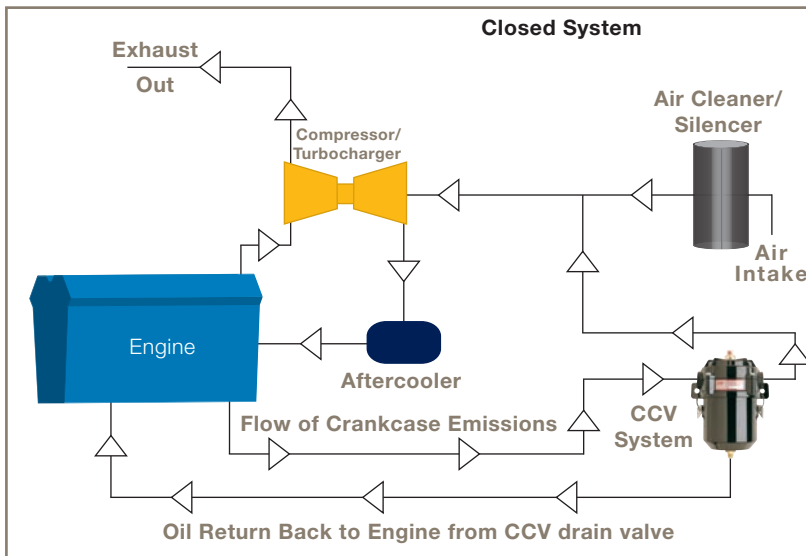 Closed System
Exhaust
Out
Compressor/
Turbocharger
Air Cleaner/
Silencer
Air
Intake
Engine
Aftercooler
Flow of Crankcase Emissions
CCV
System
Oil Return Back to Engine from CCV drain valve